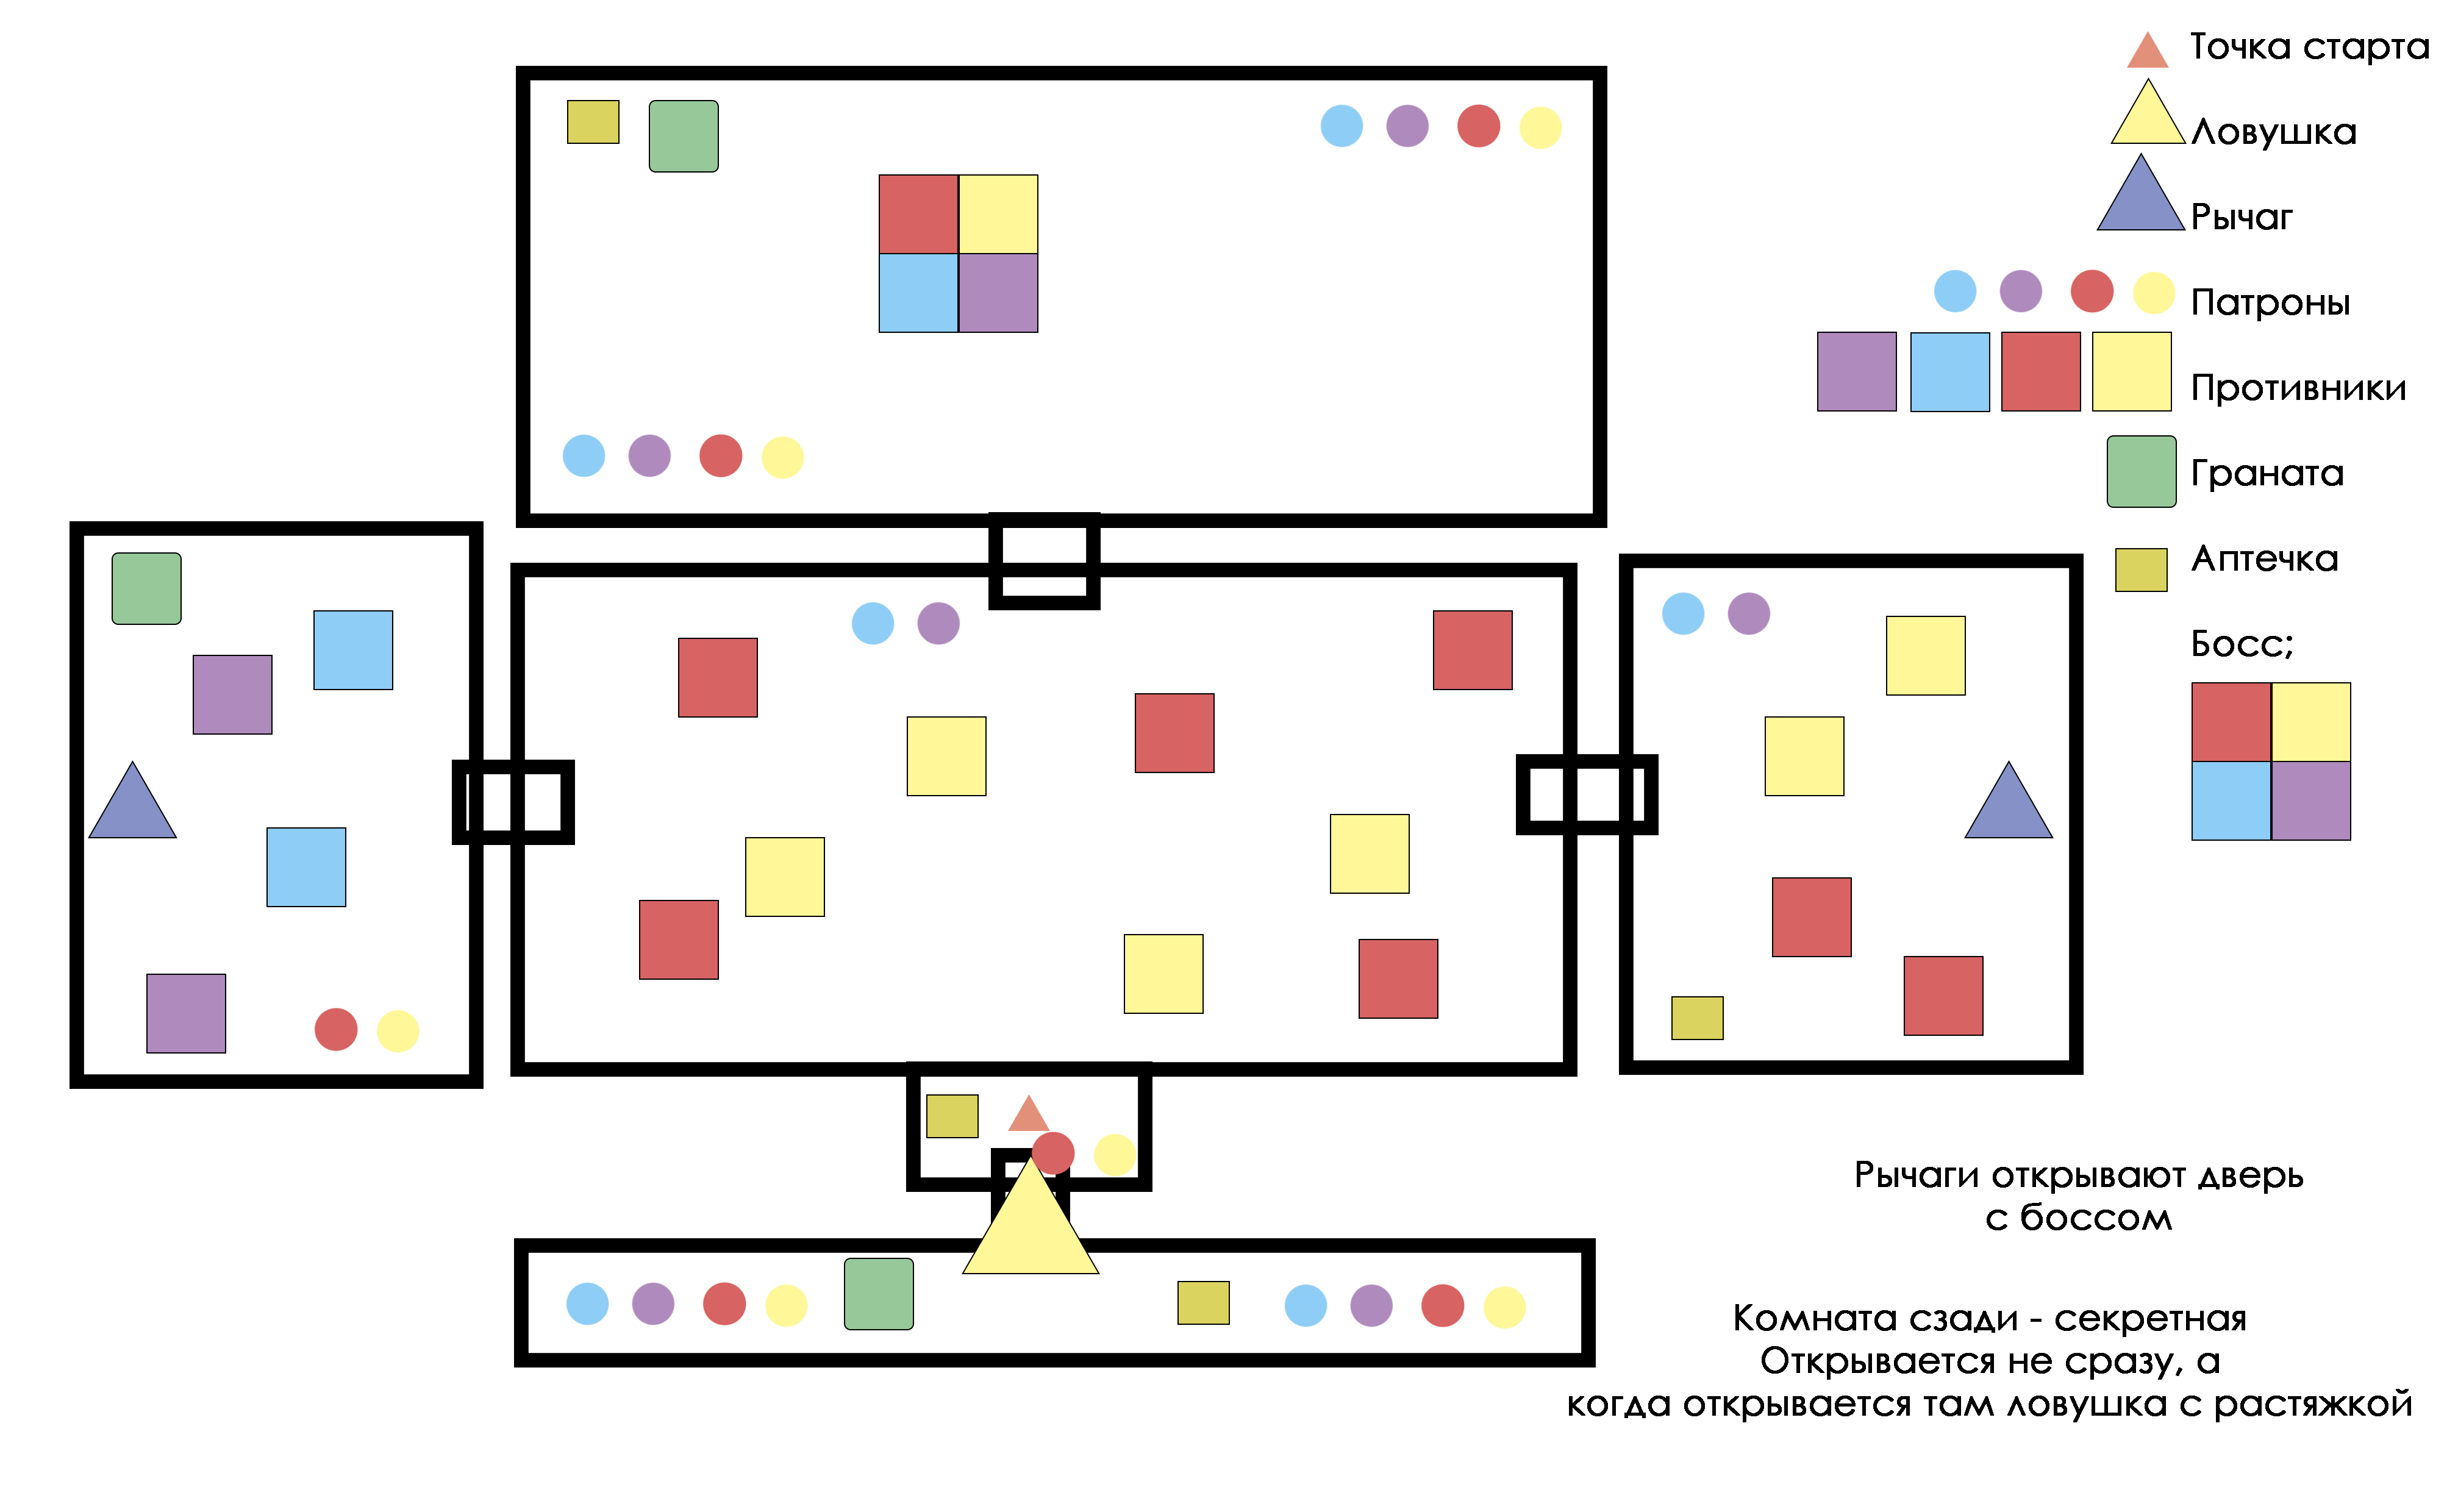 Точка старта
Ловушка
Рычаг
Патроны
Противники
Граната
Аптечка
Босс;
Рычаги открывают дверь
с боссом
Комната сзади - секретная
Открывается не сразу, а
когда открывается там ловушка с растяжкой